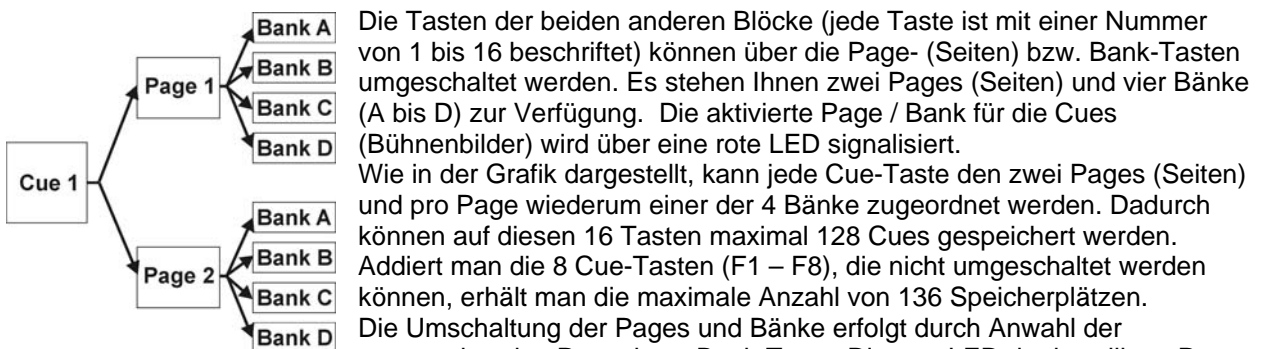 Bank A
Bank B
Page 1
Bank C
Bank D
Cue 1
Bank A
Bank B
Page 2
Bank C
Bank D
Die Tasten der beiden anderen Blöcke (jede Taste ist mit einer Nummer
von 1 bis 16 beschriftet) können über die Page- (Seiten) bzw. Bank-Tasten
umgeschaltet werden. Es stehen Ihnen zwei Pages (Seiten) und vier Bänke
(A bis D) zur Verfügung. Die aktivierte Page / Bank für die Cues
(Bühnenbilder) wird über eine rote LED signalisiert.
Wie in der Grafik dargestellt, kann jede Cue-Taste den zwei Pages (Seiten)
und pro Page wiederum einer der 4 Bänke zugeordnet werden. Dadurch
können auf diesen 16 Tasten maximal 128 Cues gespeichert werden.
Addiert man die 8 Cue-Tasten (F1 – F8), die nicht umgeschaltet werden
können, erhält man die maximale Anzahl von 136 Speicherplätzen.
Die Umschaltung der Pages und Bänke erfolgt durch Anwahl der